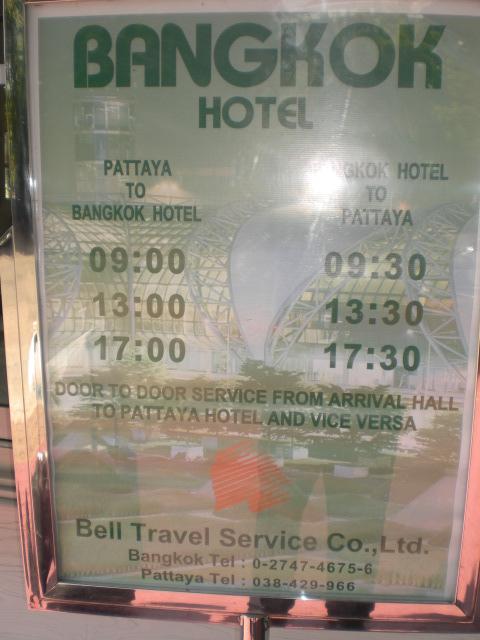 BANGKOK
HOTEL
PATTAYA
TO
BANGKOK HOTEL
09:00
13:00
17:00
BANGKOK HOTEL
TO
PATTAYA
09:30
13:30
17:30
DOOR TO DOOR SERVICE FROM ARRIVAL HALL
TO PATTAYA HOTEL AND VICE VERSA
Bell Travel Service Co.,Ltd.
Bangkok Tel : 0-2747-4675-6
Pattaya Tel : 038-429-966